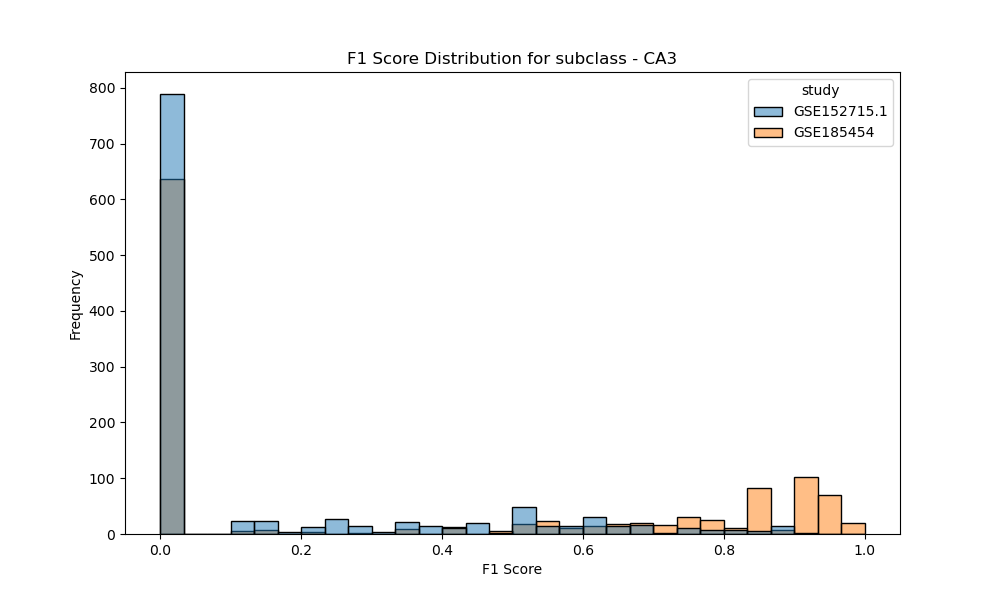 F1 Score Distribution for subclass - CA3
study
GSE152715.1
GSE185454
Frequency
800
700
600
500
400
300
200
100
0
0.0 0.2 0.4 0.6 0.8 1.0
F1 Score